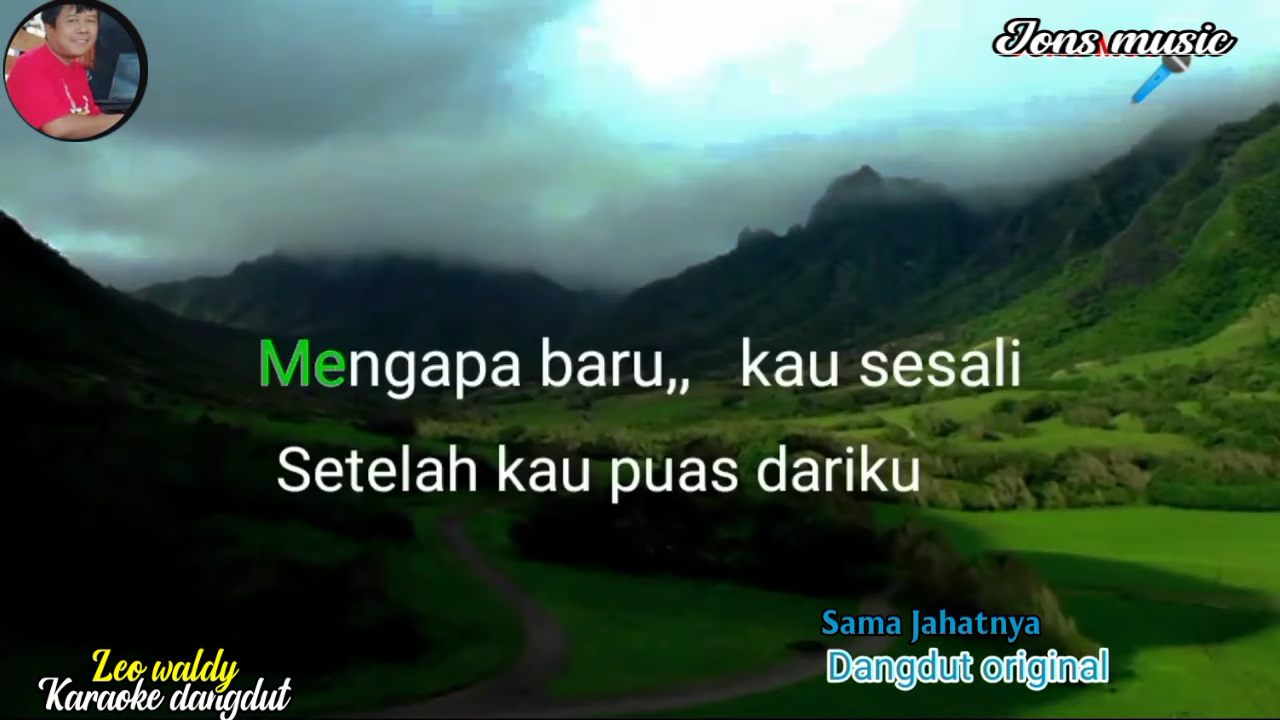 Jons music
Mengapa baru,, kau sesali
Setelah kau puas dariku
Sama Jahatnya
Dangdut original
Leo waldy
Karaoke dangdut